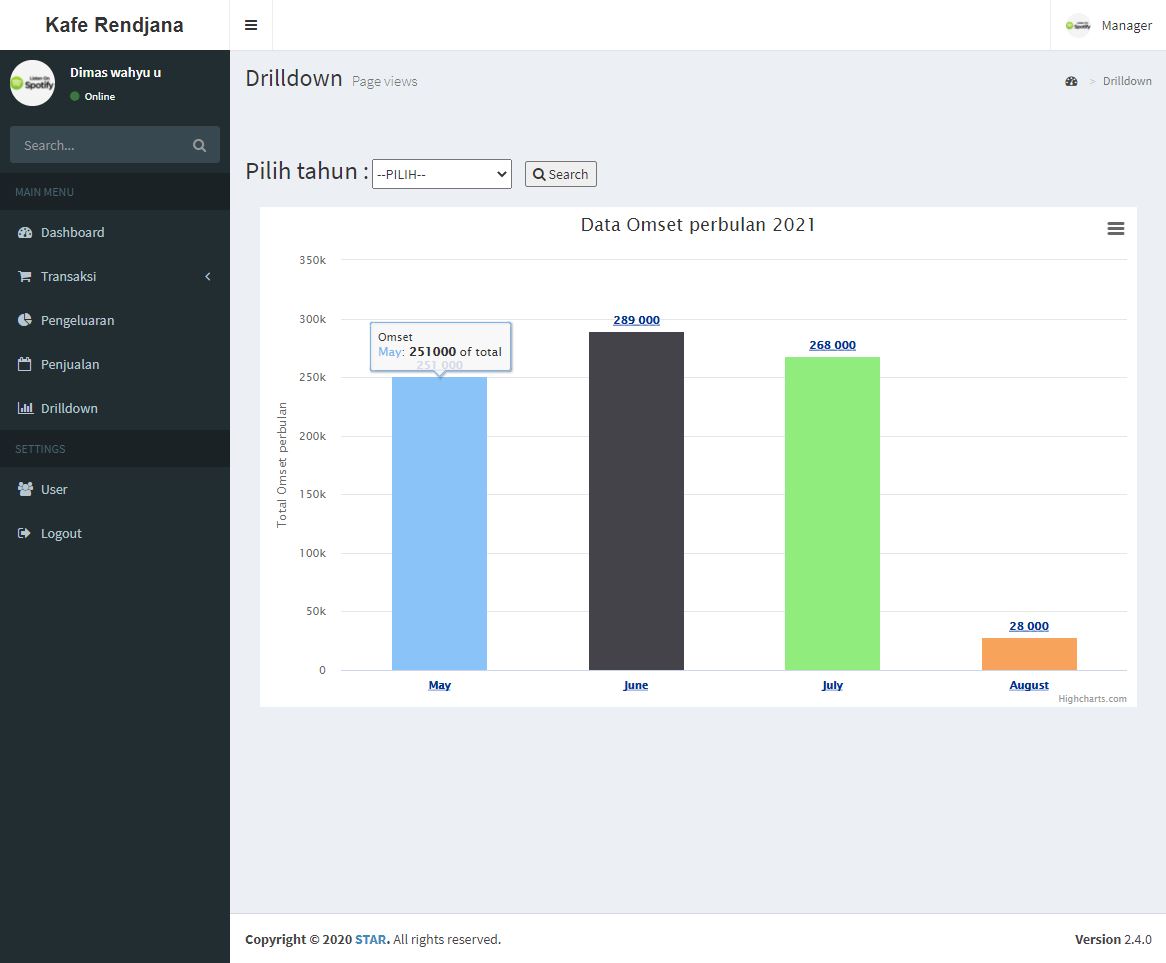 Kafe Rendjana
Manager
Listen On
Spotify
Dimas wahyu u
Online
Search...
MAIN MENU
Dashboard
Transaksi
Pengeluaran
Penjualan
Drilldown
SETTINGS
User
Logout
Drilldown Page views
> Drilldown
Pilih tahun : --PILIH-- Search
Data Omset perbulan 2021
Total Omset perbulan
350k
300k
250k
200k
150k
100k
50k
0
Omset
May: 251000 of total
251 000
289 000
268 000
28 000
May June July August
Highcharts.com
Copyright © 2020 STAR. All rights reserved.
Version 2.4.0